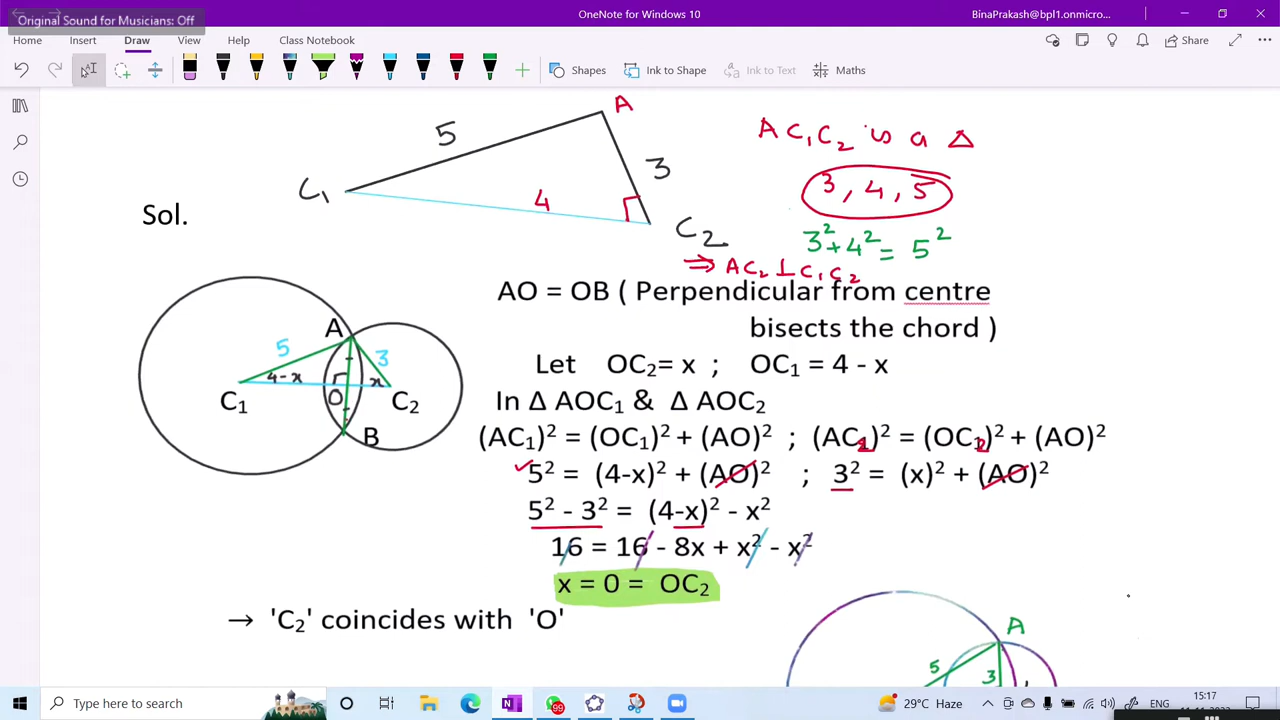 Original Sound for Musicians: Off
OneNote for Windows 10
BinaPrakash@bpl1.onmicro...
Home Insert Draw View Help Class Notebook
Share
Shapes Ink to Shape Ink to Text Maths
A
5
3
C₁
4
C₂
AC₁C₂ is a Δ
3, 4, 5
3² + 4² = 5²
⇒ AC₂ ⊥ C₁C₂
Sol.
AO = OB ( Perpendicular from centre
bisects the chord )
Let OC₂= x ; OC₁ = 4 - x
In Δ AOC₁ & Δ AOC₂
(AC₁)² = (OC₁)² + (AO)² ; (AC₂)² = (OC₂)² + (AO)²
5² = (4-x)² + (AO)² ; 3² = (x)² + (AO)²
5² - 3² = (4-x)² - x²
16 = 16 - 8x + x² - x²
x = 0 = OC₂
→ 'C₂' coincides with 'O'
A
5
3
4-x
x
C₁
O
C₂
B
A
5
3
Type here to search
99
29°C Haze
ENG
15:17